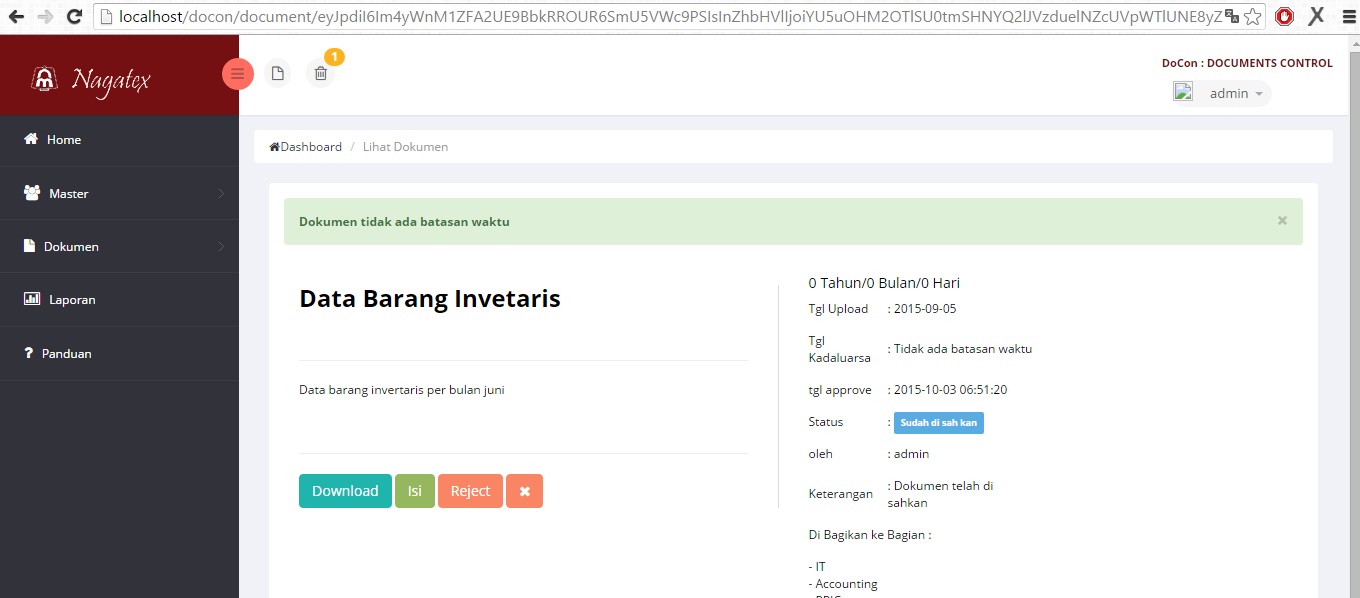 localhost/docon/document/eyJpdiI6Im4yWnM1ZFA2UE9BbkRROUR6SmU5VWc9PSIsInZhbHVlIjoiYU5uOHM2OTlSU0tmSHNYQ2lJVzduelNZcUVpWTlUNE8yZ
Nagatex
1
DoCon : DOCUMENTS CONTROL
admin
Home
Master
Dokumen
Laporan
Panduan
Dashboard / Lihat Dokumen
Dokumen tidak ada batasan waktu ×
Data Barang Invetaris
Data barang invertaris per bulan juni
Download Isi Reject
0 Tahun/0 Bulan/0 Hari
Tgl Upload : 2015-09-05
Tgl
Kadaluarsa : Tidak ada batasan waktu
tgl approve : 2015-10-03 06:51:20
Status : Sudah di sah kan
oleh : admin
Keterangan : Dokumen telah di
sahkan
Di Bagikan ke Bagian :
- IT
- Accounting